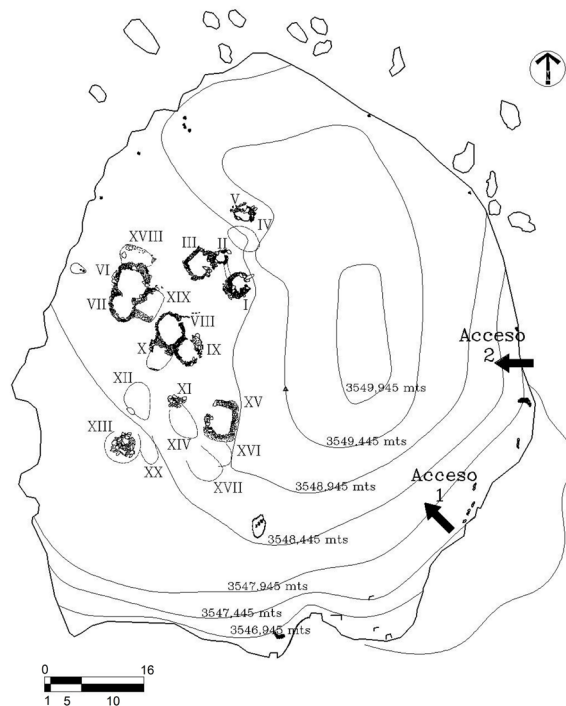 N
V
IV
XVIII
III
II
VI
XIX
I
VII
VIII
X
IX
Acceso
2
3549,945 mts
XII
XI
XV
XIII
XIV
3549,445 mts
XVI
XX
XVII
3548,945 mts
Acceso
1
3548,445 mts
3547,945 mts
3547,445 mts
3546,945 mts
0 16
1 5 10